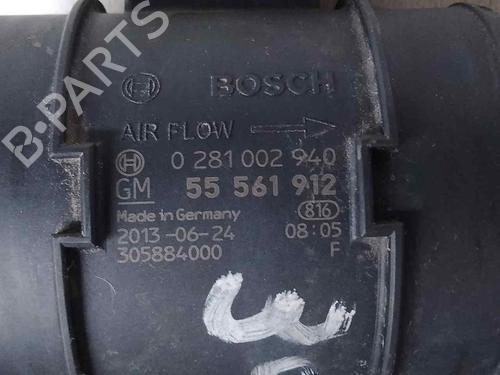 BOSCH
AIR FLOW
0 281 002 940
GM 55 561 912
Made in Germany 816
2013-06-24 08:05
305884000 F
3
B-PARTS